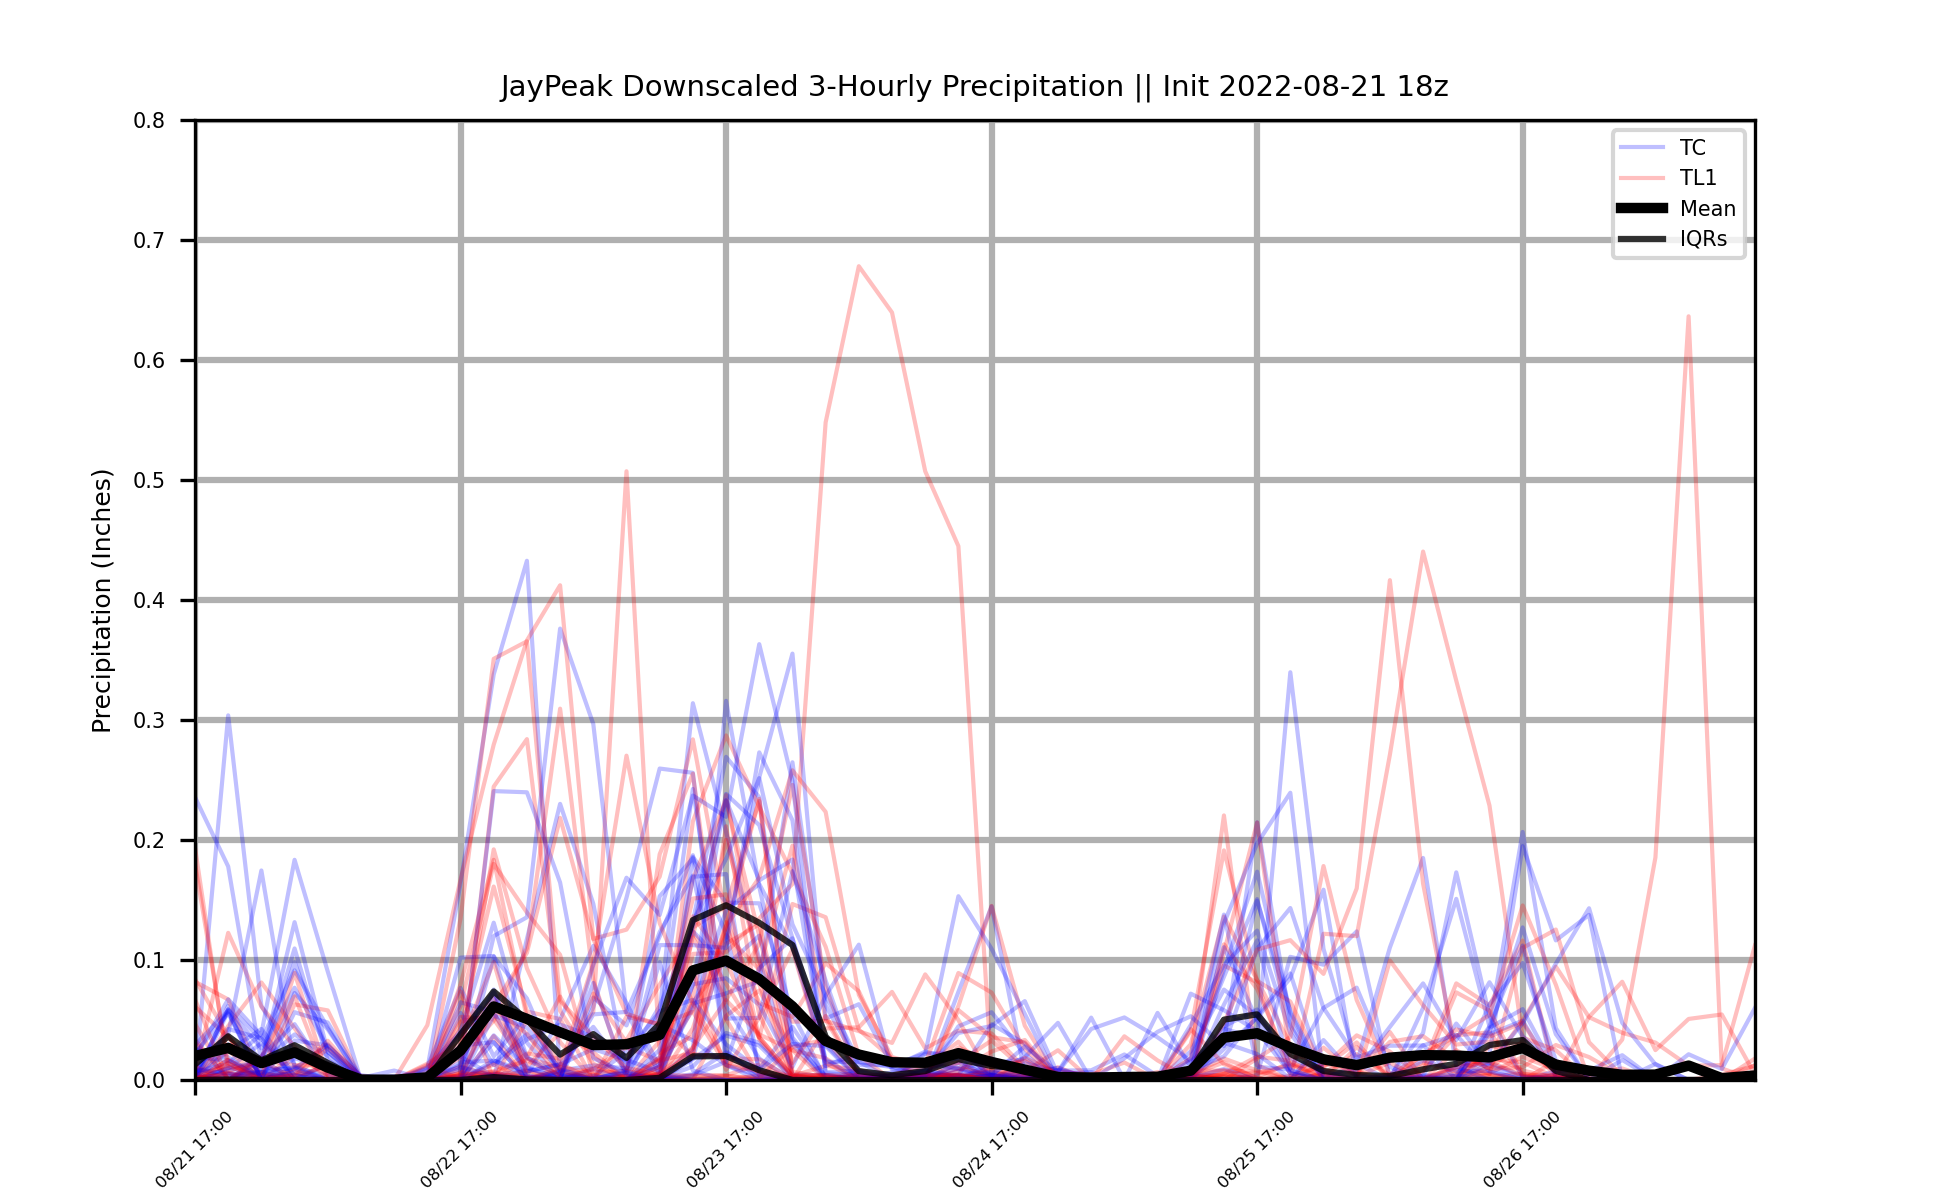 JayPeak Downscaled 3-Hourly Precipitation || Init 2022-08-21 18z
0.8
0.7
0.6
0.5
0.4
0.3
0.2
0.1
0.0
Precipitation (Inches)
TC
TL1
Mean
IQRs
08/21 17:00
08/22 17:00
08/23 17:00
08/24 17:00
08/25 17:00
08/26 17:00